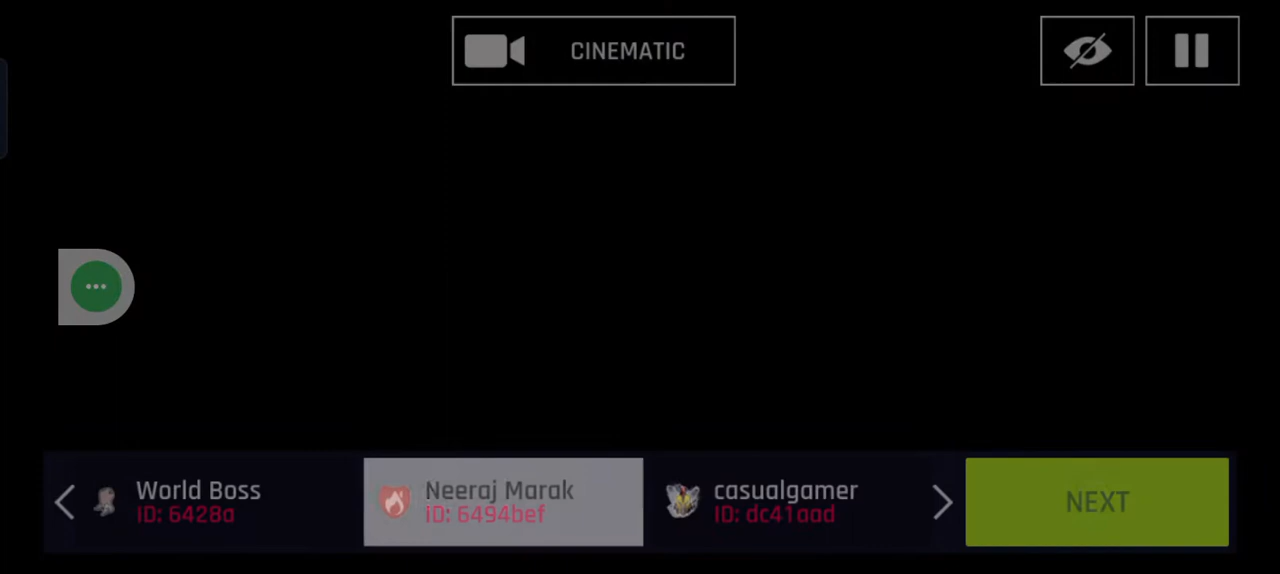 CINEMATIC
World Boss
ID: 6428a
Neeraj Marak
iD: 6494bef
casualgamer
ID: dc41aad
NEXT